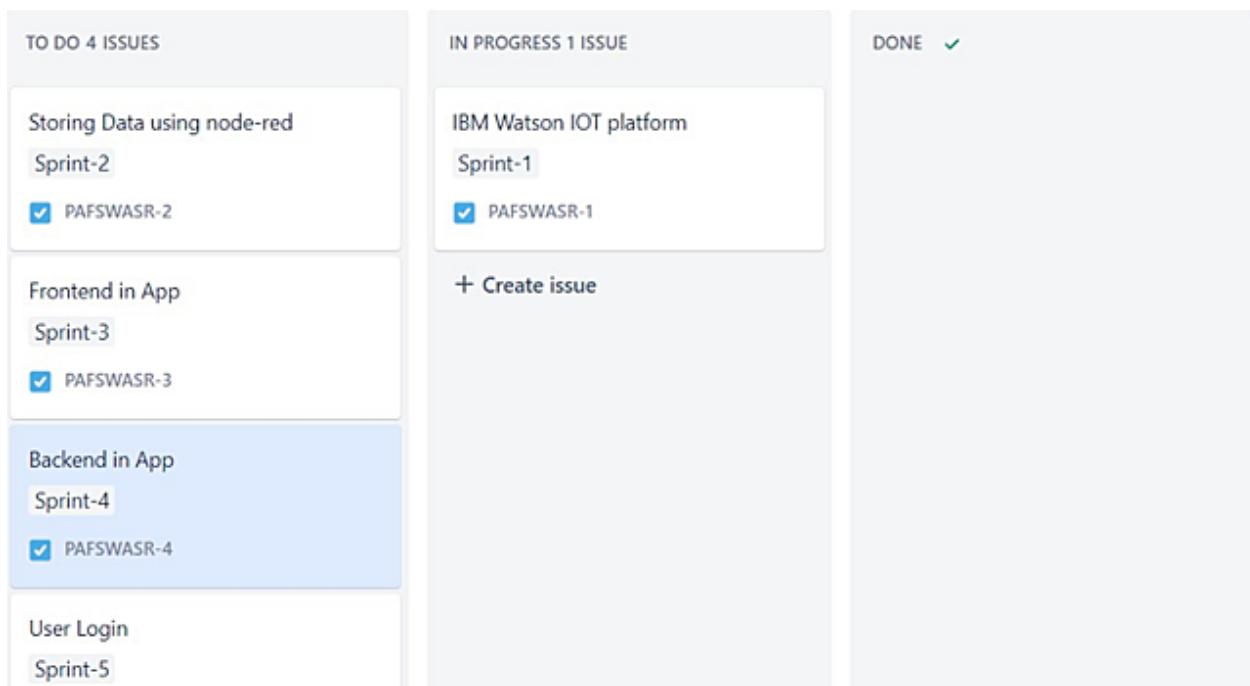 TO DO 4 ISSUES
Storing Data using node-red
Sprint-2
PAFSWASR-2
Frontend in App
Sprint-3
PAFSWASR-3
Backend in App
Sprint-4
PAFSWASR-4
User Login
Sprint-5
IN PROGRESS 1 ISSUE
IBM Watson IOT platform
Sprint-1
PAFSWASR-1
+ Create issue
DONE